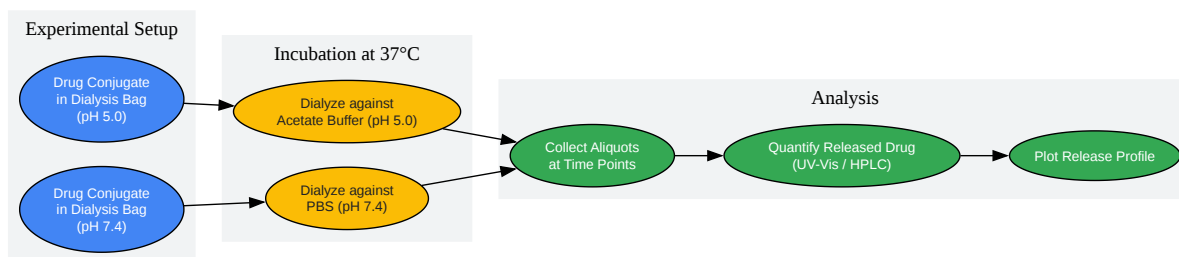 Experimental Setup
Drug Conjugate
in Dialysis Bag
(pH 5.0)
Drug Conjugate
in Dialysis Bag
(pH 7.4)
Incubation at 37°C
Dialyze against
Acetate Buffer (pH 5.0)
Dialyze against
PBS (pH 7.4)
Analysis
Collect Aliquots
at Time Points
Quantify Released Drug
(UV-Vis / HPLC)
Plot Release Profile